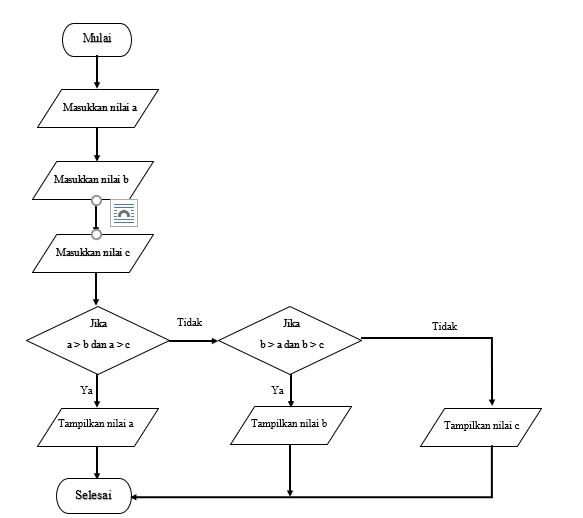 Mulai
Masukkan nilai a
Masukkan nilai b
Masukkan nilai c
Jika
a > b dan a > c
Tidak
Jika
b > a dan b > c
Tidak
Ya
Ya
Tampilkan nilai a
Tampilkan nilai b
Tampilkan nilai c
Selesai